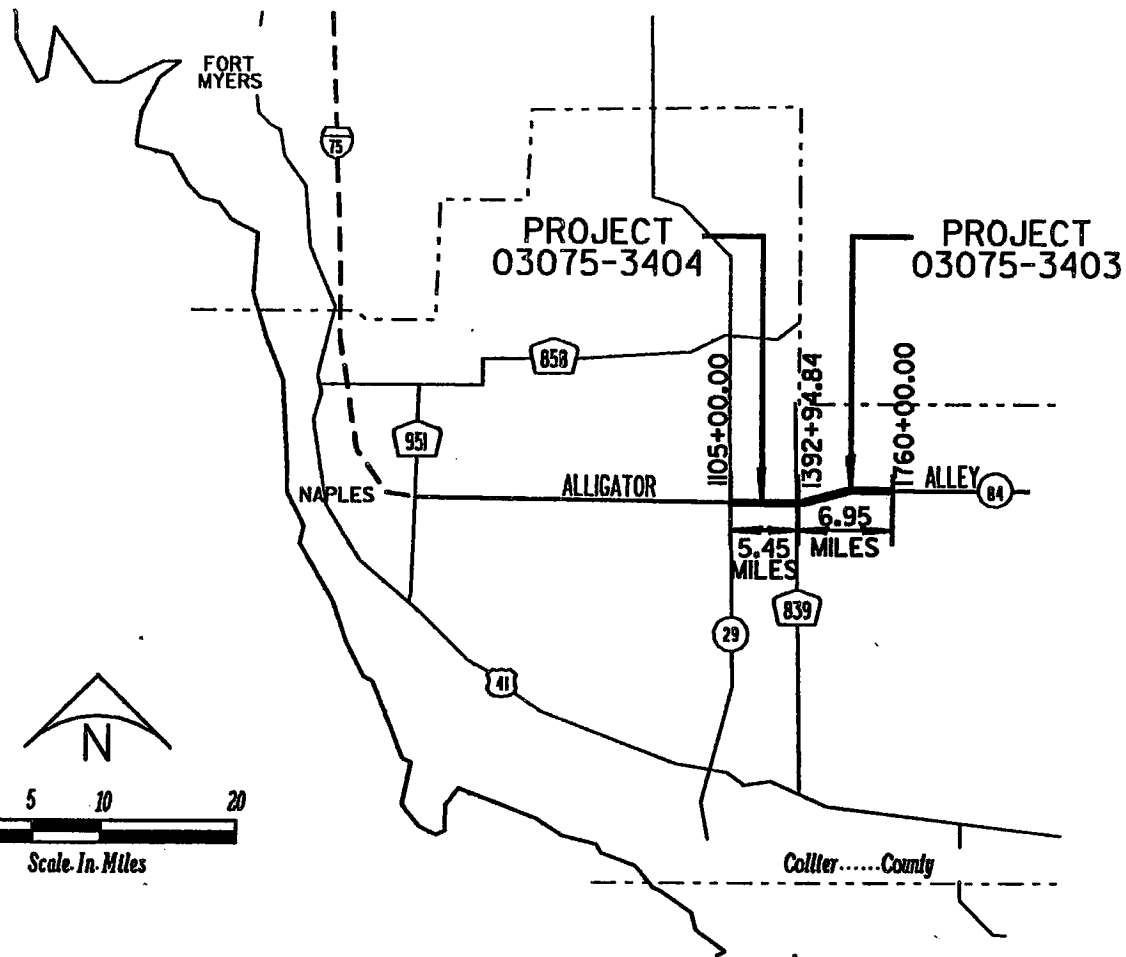 FORT
MYERS
75
PROJECT
03075-3404
PROJECT
03075-3403
858
951
1105+00.00
1392+94.84
1760+00.00
NAPLES
ALLIGATOR
ALLEY
84
5.45
MILES
6.95
MILES
839
29
41
N
5 10 20
Scale-In-Miles
Collier......County